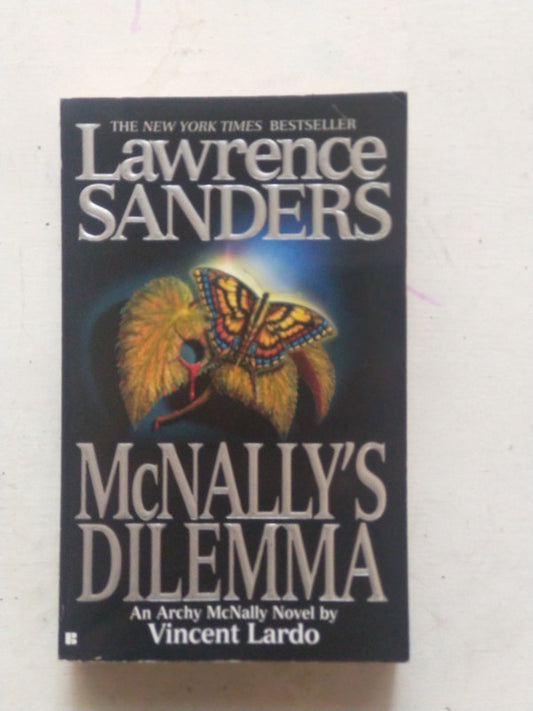 THE NEW YORK TIMES BESTSELLER
Lawrence
SANDERS
McNALLY'S
DILEMMA
An Archy McNally Novel by
Vincent Lardo